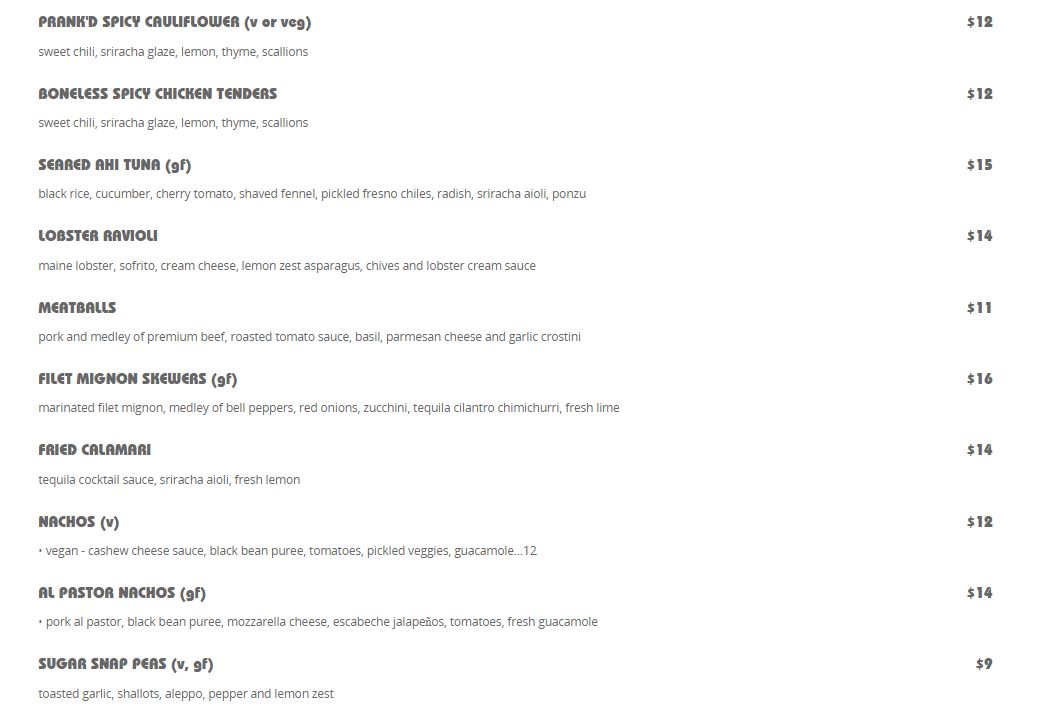 PRANK'D SPICY CAULIFLOWER (v or veg) $12
sweet chili, sriracha glaze, lemon, thyme, scallions
BONELESS SPICY CHICKEN TENDERS $12
sweet chili, sriracha glaze, lemon, thyme, scallions
SEARED AHI TUNA (gf) $15
black rice, cucumber, cherry tomato, shaved fennel, pickled fresno chiles, radish, sriracha aioli, ponzu
LOBSTER RAVIOLI $14
maine lobster, sofrito, cream cheese, lemon zest asparagus, chives and lobster cream sauce
MEATBALLS $11
pork and medley of premium beef, roasted tomato sauce, basil, parmesan cheese and garlic crostini
FILET MIGNON SKEWERS (gf) $16
marinated filet mignon, medley of bell peppers, red onions, zucchini, tequila cilantro chimichurri, fresh lime
FRIED CALAMARI $14
tequila cocktail sauce, sriracha aioli, fresh lemon
NACHOS (v) $12
• vegan - cashew cheese sauce, black bean puree, tomatoes, pickled veggies, guacamole...12
AL PASTOR NACHOS (gf) $14
• pork al pastor, black bean puree, mozzarella cheese, escabeche jalapeños, tomatoes, fresh guacamole
SUGAR SNAP PEAS (v, gf) $9
toasted garlic, shallots, aleppo, pepper and lemon zest